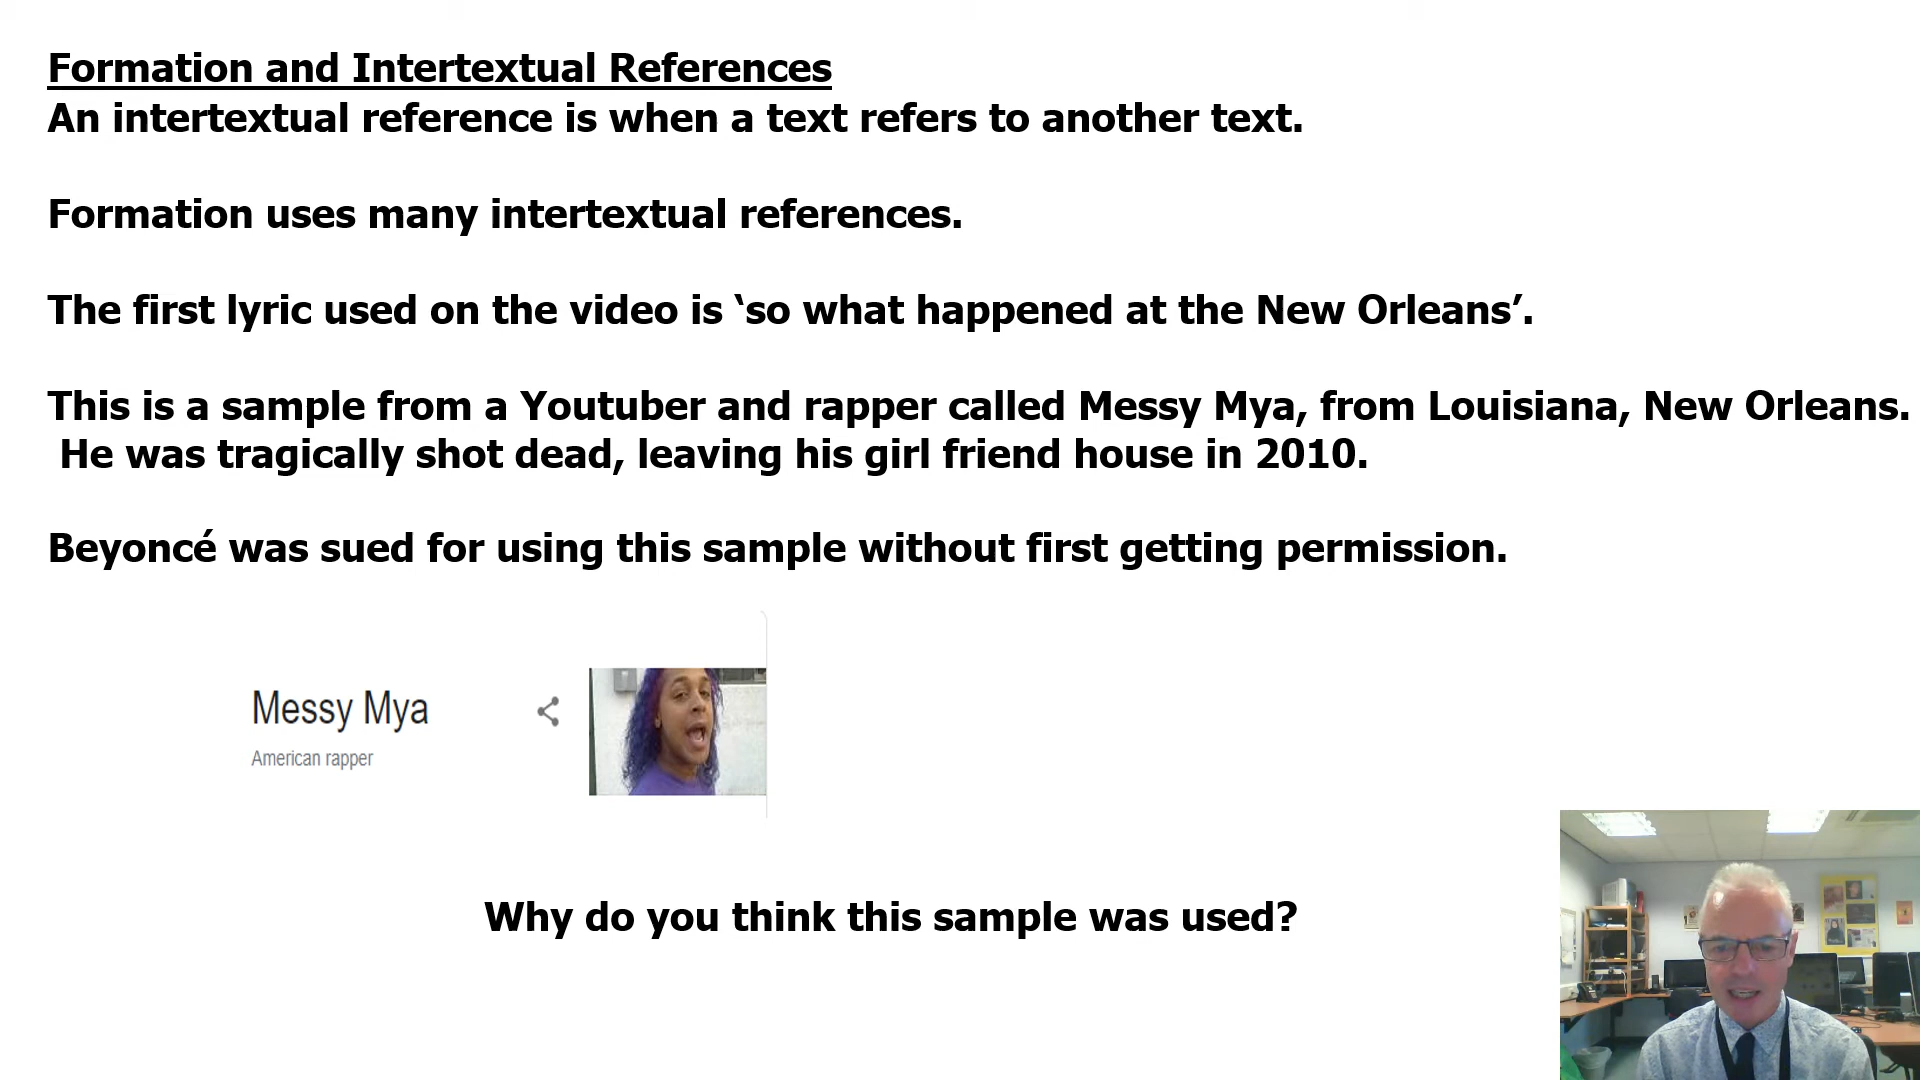 Formation and Intertextual References
An intertextual reference is when a text refers to another text.
Formation uses many intertextual references.
The first lyric used on the video is ‘so what happened at the New Orleans’.
This is a sample from a Youtuber and rapper called Messy Mya, from Louisiana, New Orleans.
He was tragically shot dead, leaving his girl friend house in 2010.
Beyoncé was sued for using this sample without first getting permission.
Messy Mya
American rapper
Why do you think this sample was used?